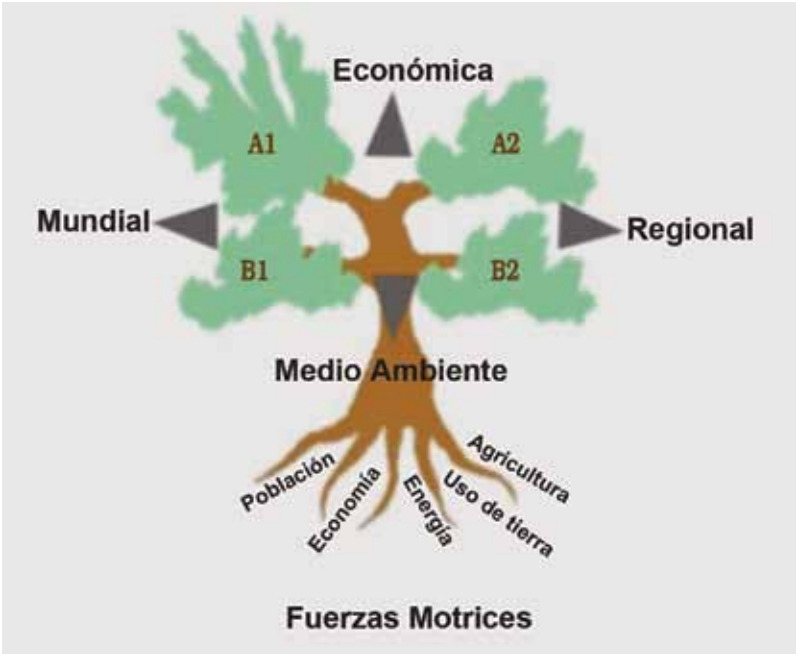 Económica
A1
A2
Mundial
Regional
B1
B2
Medio Ambiente
Población
Economía
Energía
Uso de tierra
Agricultura
Fuerzas Motrices